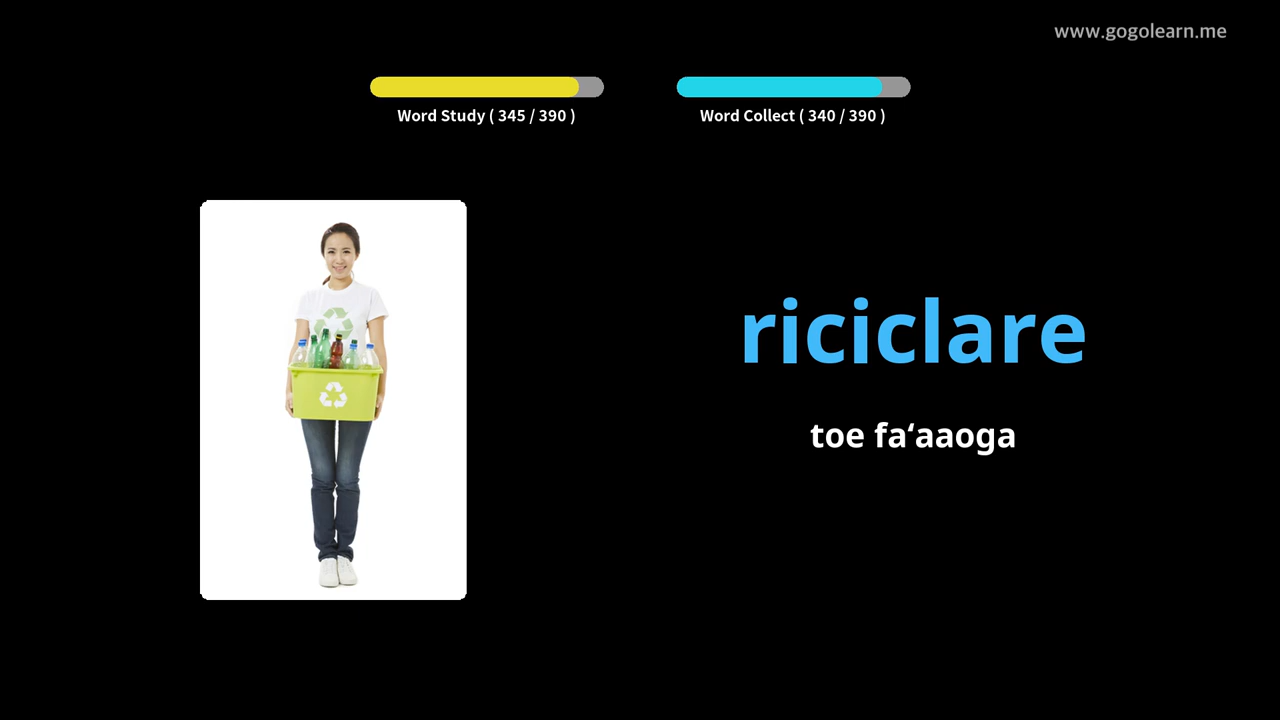 www.gogolearn.me
Word Study ( 345 / 390 )
Word Collect ( 340 / 390 )
riciclare
toe fa‘aaoga